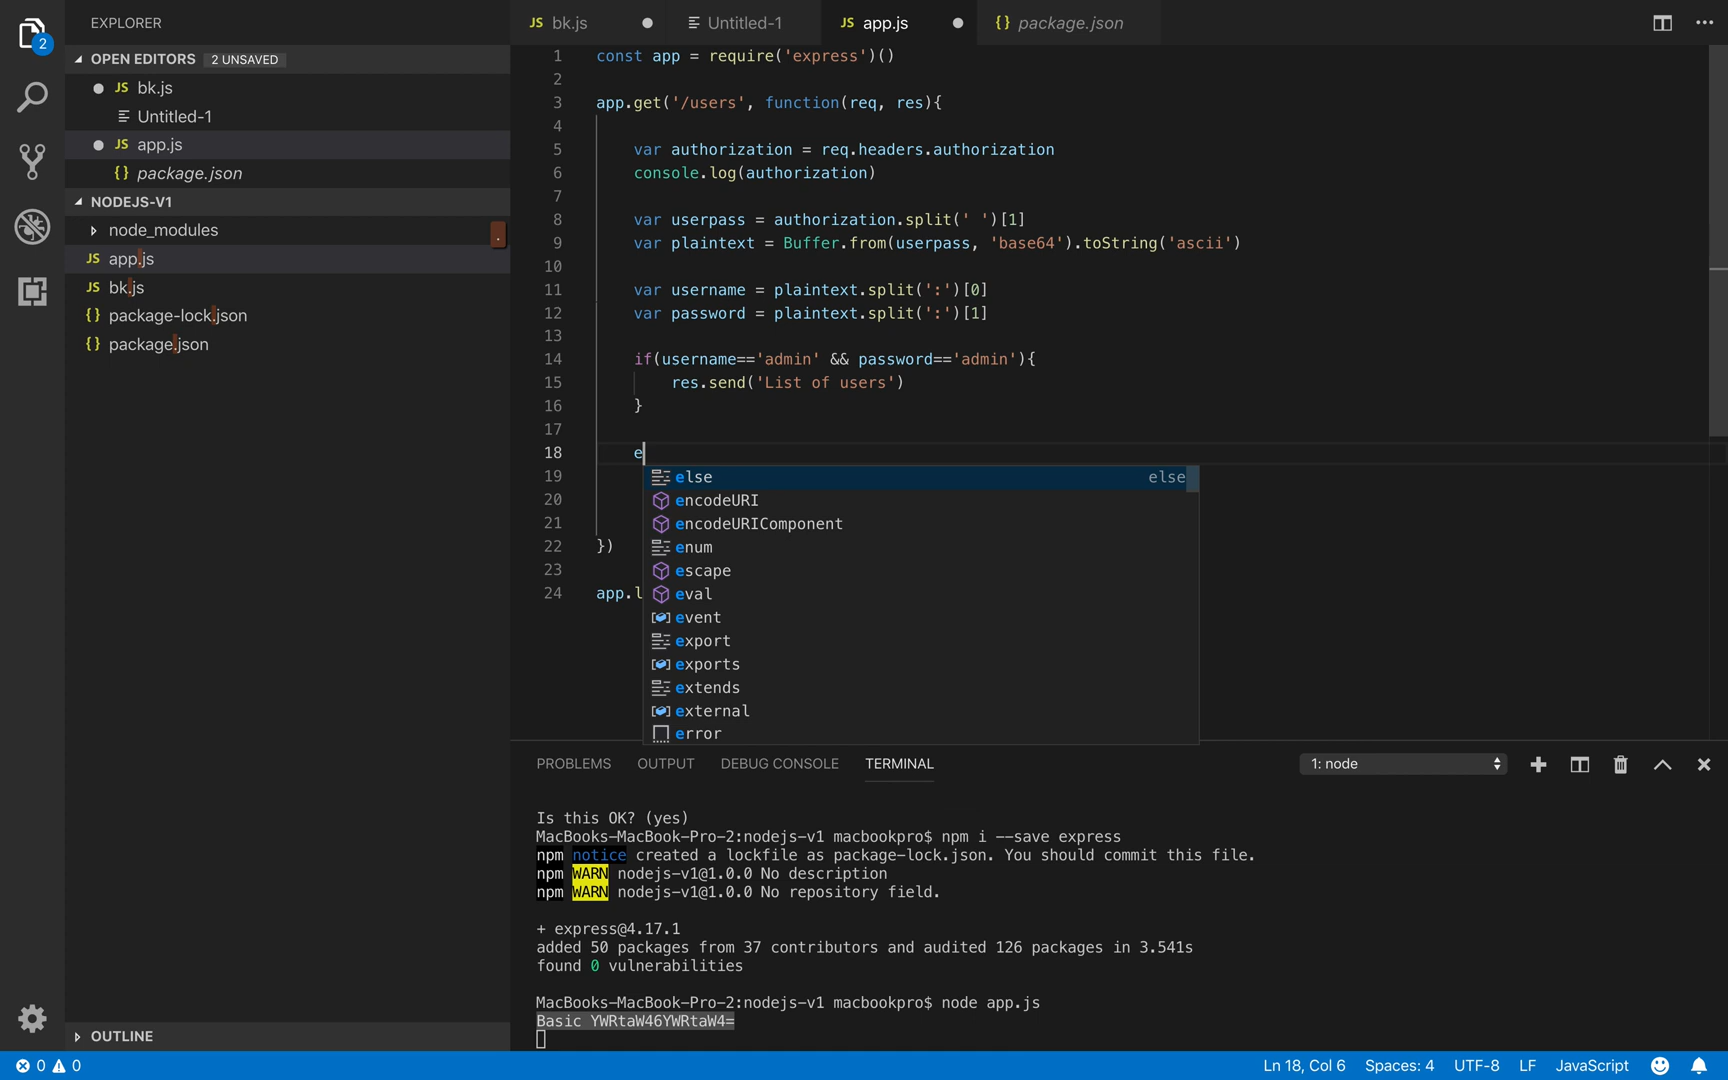 EXPLORER
JS bk.js
Untitled-1
JS app.js
{} package.json
2
OPEN EDITORS 2 UNSAVED
JS bk.js
Untitled-1
JS app.js
{} package.json
NODEJS-V1
node_modules
.
JS app.js
JS bk.js
{} package-lock.json
{} package.json
OUTLINE
1 const app = require('express')()
2
3 app.get('/users', function(req, res){
4
5 var authorization = req.headers.authorization
6 console.log(authorization)
7
8 var userpass = authorization.split(' ')[1]
9 var plaintext = Buffer.from(userpass, 'base64').toString('ascii')
10
11 var username = plaintext.split(':')[0]
12 var password = plaintext.split(':')[1]
13
14 if(username=='admin' && password=='admin'){
15 res.send('List of users')
16 }
17
18 e
19
20
21
22 })
23
24 app.l
else else
encodeURI
encodeURIComponent
enum
escape
eval
event
export
exports
extends
external
error
PROBLEMS OUTPUT DEBUG CONSOLE TERMINAL 1: node
Is this OK? (yes)
MacBooks-MacBook-Pro-2:nodejs-v1 macbookpro$ npm i --save express
npm notice created a lockfile as package-lock.json. You should commit this file.
npm WARN nodejs-v1@1.0.0 No description
npm WARN nodejs-v1@1.0.0 No repository field.
+ express@4.17.1
added 50 packages from 37 contributors and audited 126 packages in 3.541s
found 0 vulnerabilities
MacBooks-MacBook-Pro-2:nodejs-v1 macbookpro$ node app.js
Basic YWRtaW46YWRtaW4=
0 0 Ln 18, Col 6 Spaces: 4 UTF-8 LF JavaScript